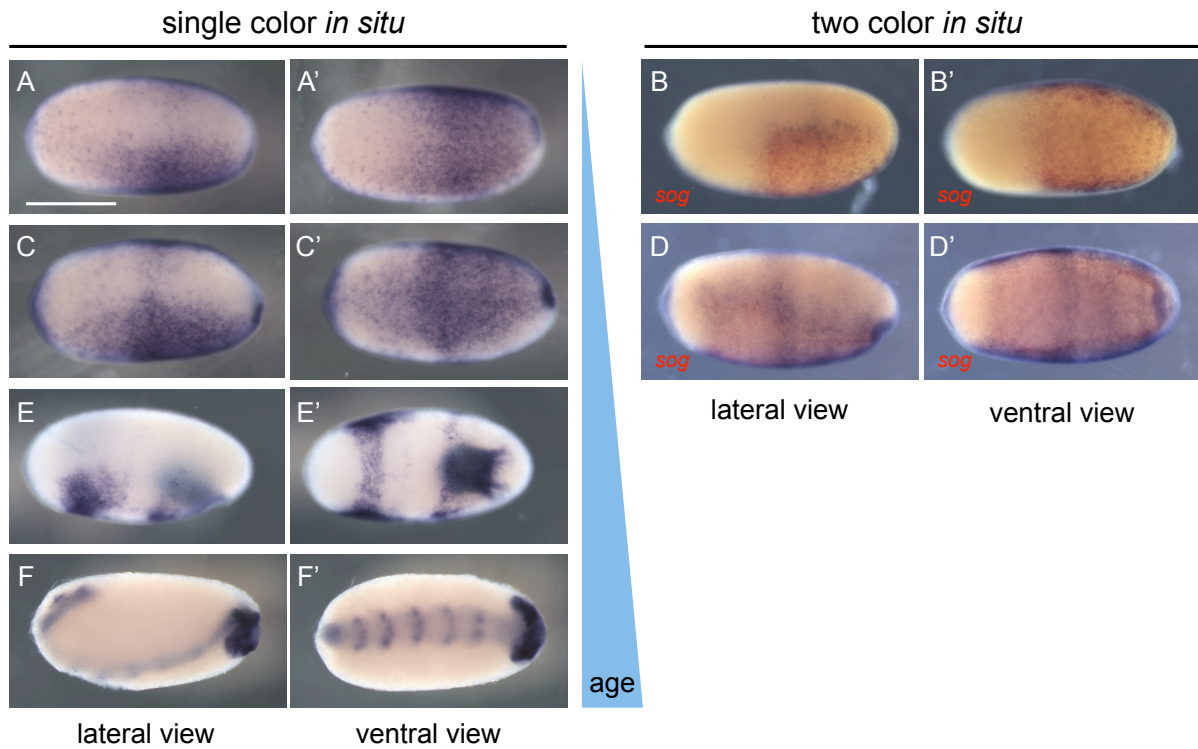 single color in situ
two color in situ
A
A’
B
sog
B’
sog
C
C’
D
sog
D’
sog
lateral view
ventral view
E
E’
F
F’
age
lateral view
ventral view